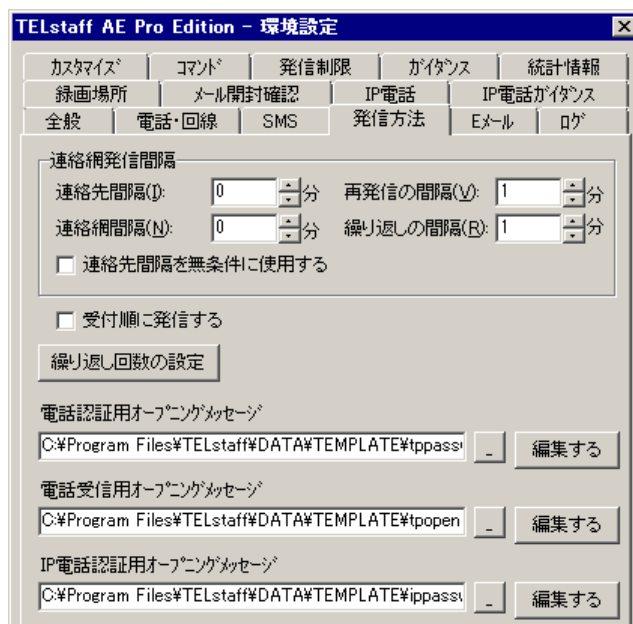 TELstaff AE Pro Edition - 環境設定
ｶｽﾀﾏｲｽﾞ ｺﾏﾝﾄﾞ 発信制限 ｶﾞｲﾀﾞﾝｽ 統計情報
録画場所 ﾒｰﾙ開封確認 IP電話 IP電話ｶﾞｲﾀﾞﾝｽ
全般 電話・回線 SMS 発信方法 Eﾒｰﾙ ﾛｸﾞ
連絡網発信間隔
連絡先間隔(I): 0 分 再発信の間隔(V): 1 分
連絡網間隔(N): 0 分 繰り返しの間隔(R): 1 分
連絡先間隔を無条件に使用する
受付順に発信する
繰り返し回数の設定
電話認証用ｵｰﾌﾟﾆﾝｸﾞﾒｯｾｰｼﾞ
C:¥Program Files¥TELstaff¥DATA¥TEMPLATE¥tppass _ 編集する
電話受信用ｵｰﾌﾟﾆﾝｸﾞﾒｯｾｰｼﾞ
C:¥Program Files¥TELstaff¥DATA¥TEMPLATE¥tpopen _ 編集する
IP電話認証用ｵｰﾌﾟﾆﾝｸﾞﾒｯｾｰｼﾞ
C:¥Program Files¥TELstaff¥DATA¥TEMPLATE¥ippass _ 編集する